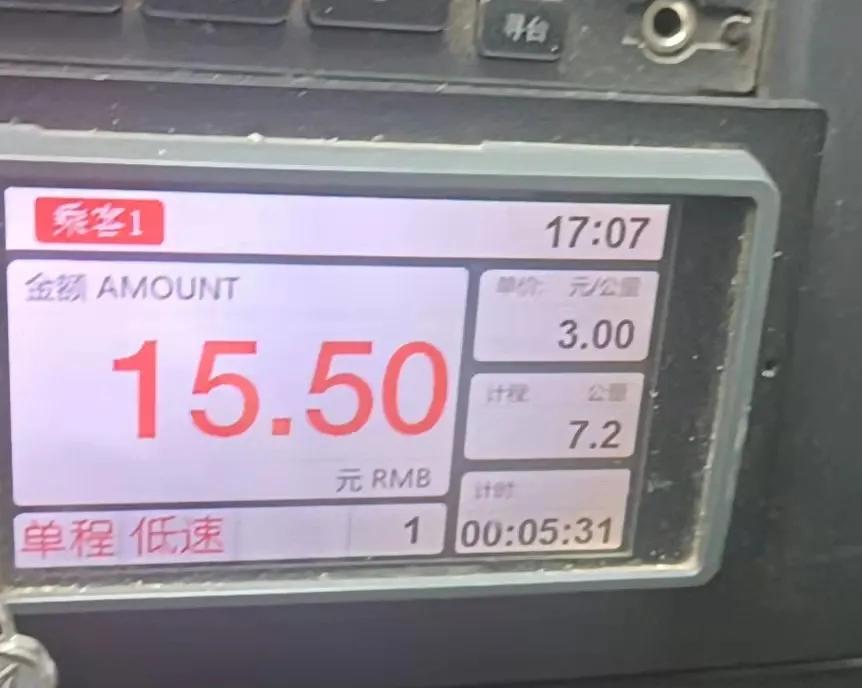 寻台
乘客1
17:07
金额 AMOUNT
15.50
元 RMB
单价: 元/公里
3.00
计程 公里
7.2
计时
00:05:31
单程 低速 1